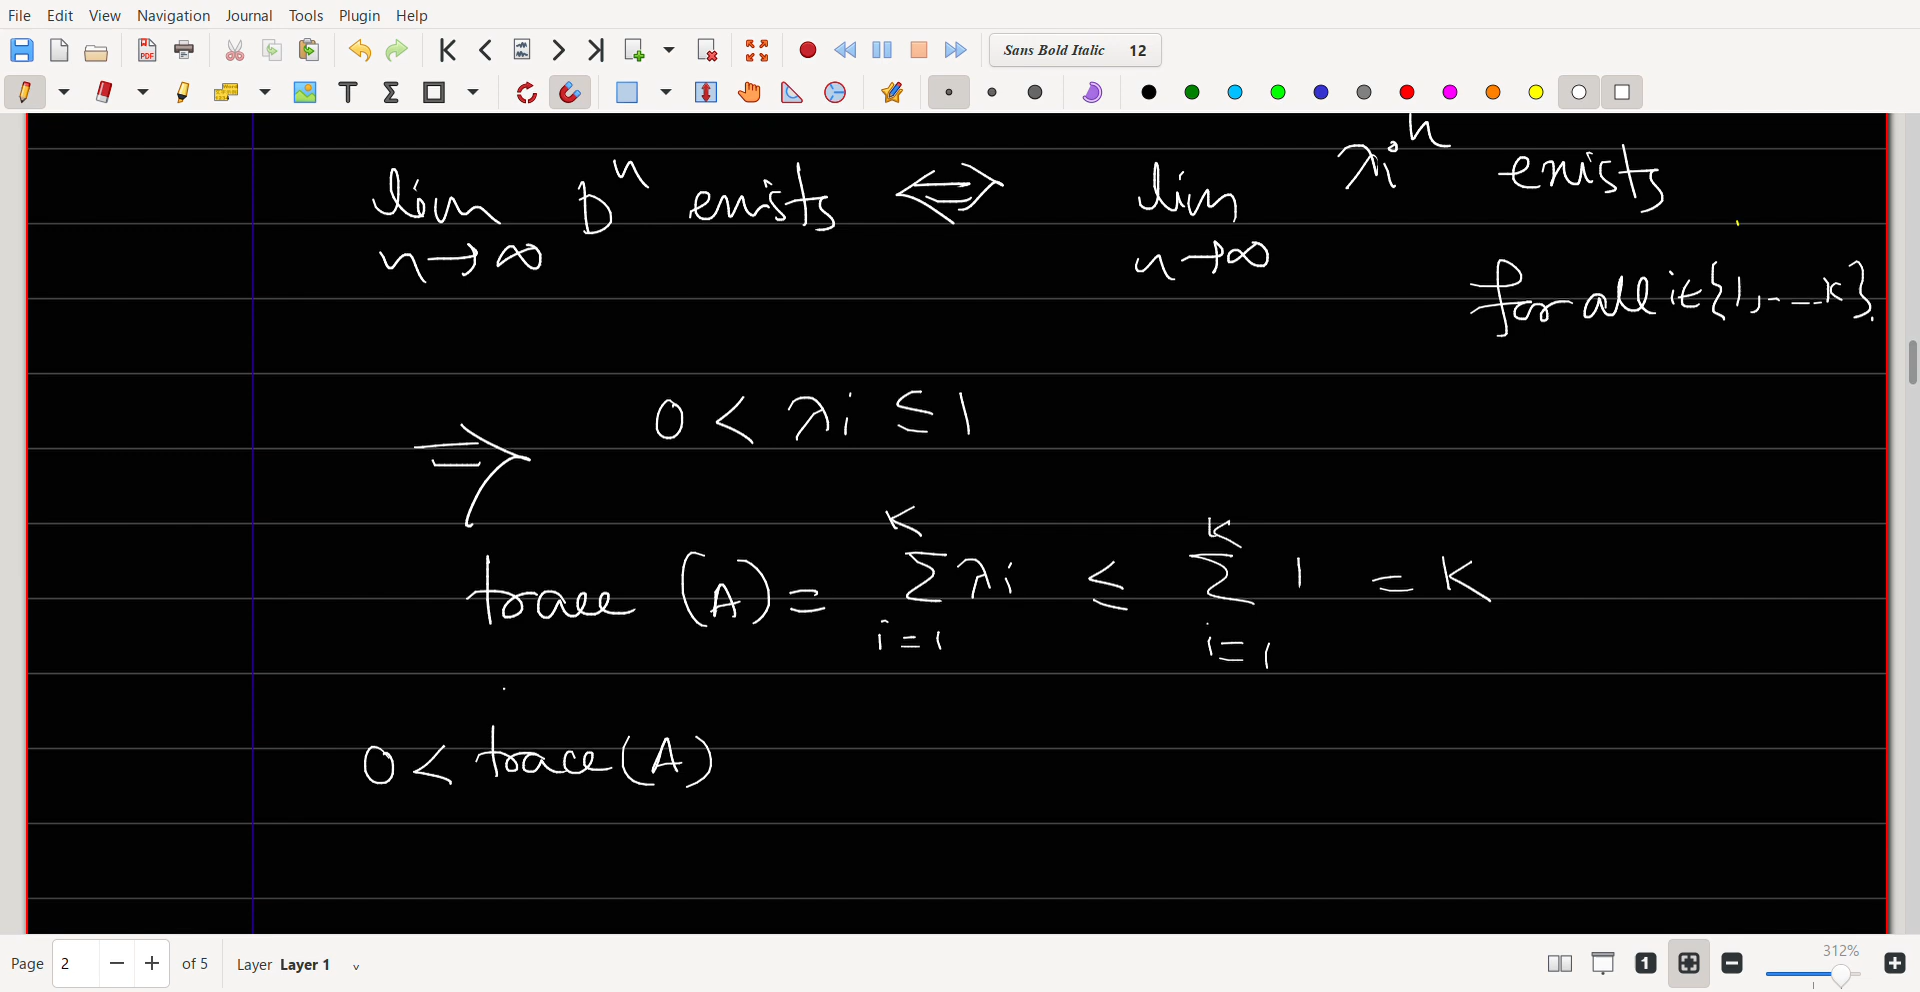 File Edit View Navigation Journal Tools Plugin Help
Sans Bold Italic 12
lim D^n exists ⟺ lim λi^n exists
n→∞ n→∞
for all i∈{1,...k}.
0 < λi ≤ 1
⇒
trace (A) = K∑i=1 λi ≤ K∑i=1 1 = K
0 < trace(A)
Page 2 of 5 Layer Layer 1 312%